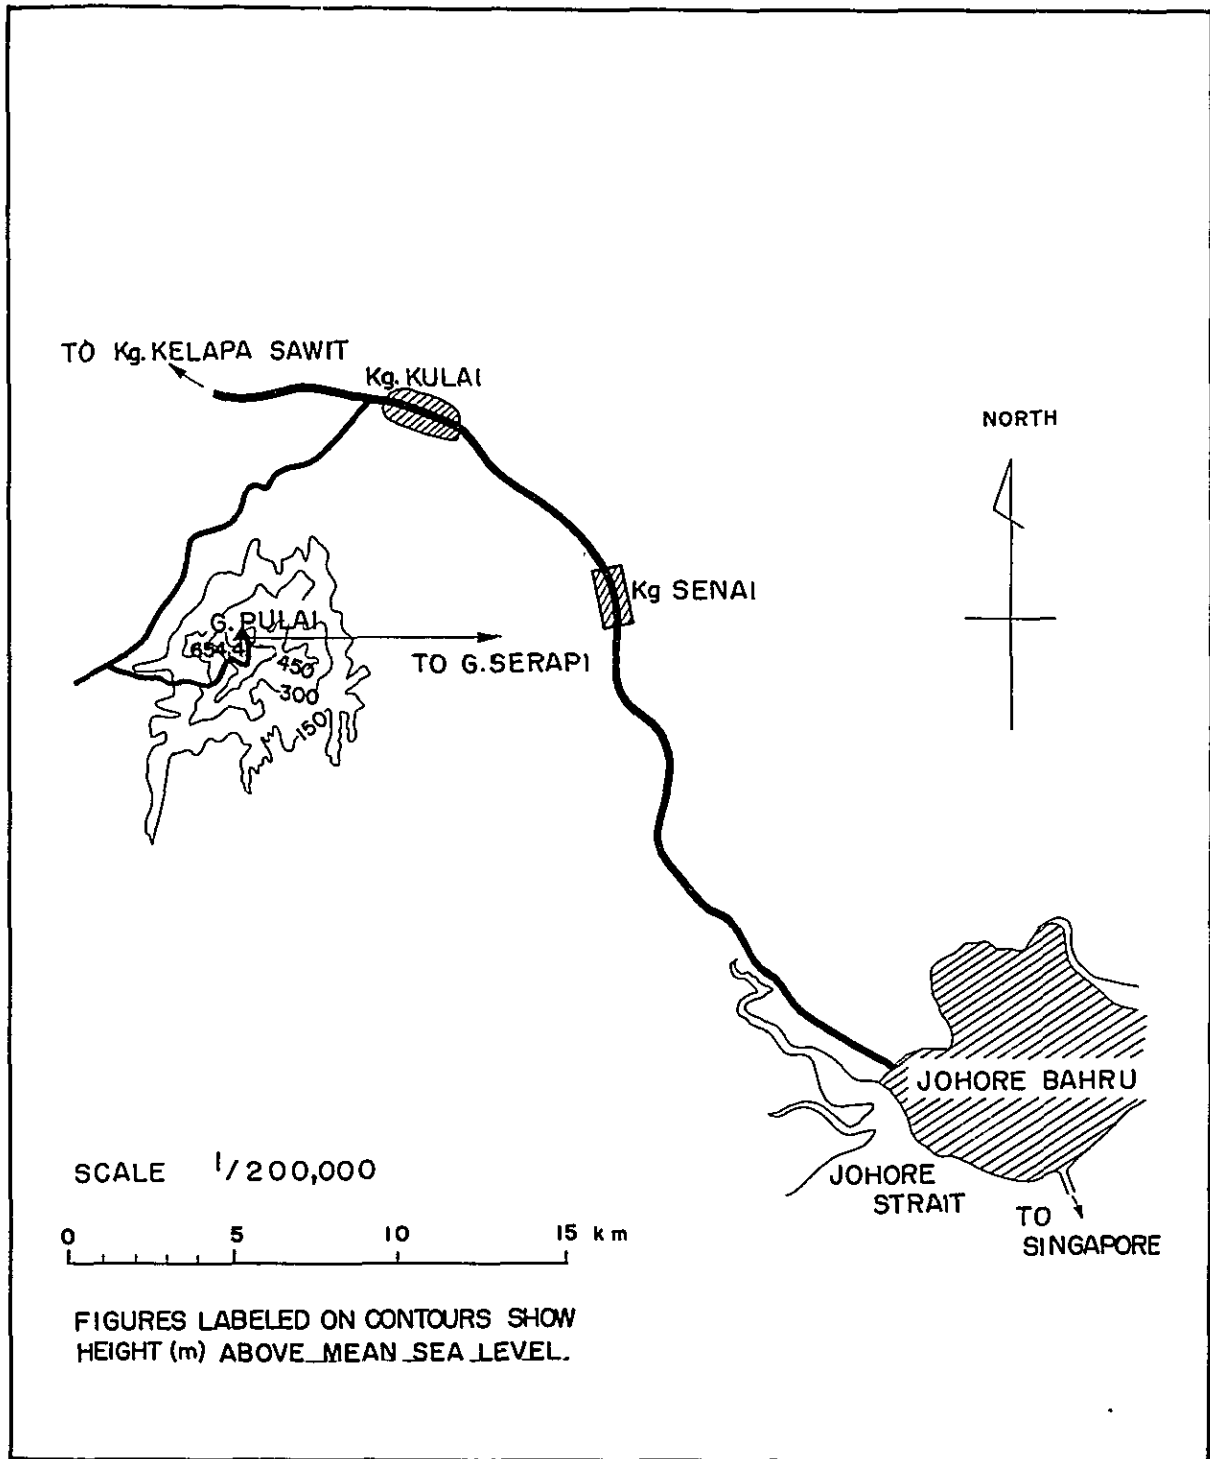 TO Kg. KELAPA SAWIT
Kg. KULAI
NORTH
Kg SENAI
G. PULAI
654.4
TO G. SERAPI
450
300
150
JOHORE BAHRU
JOHORE
STRAIT
TO
SINGAPORE
SCALE 1/200,000
0 5 10 15 km
FIGURES LABELED ON CONTOURS SHOW
HEIGHT (m) ABOVE MEAN SEA LEVEL.